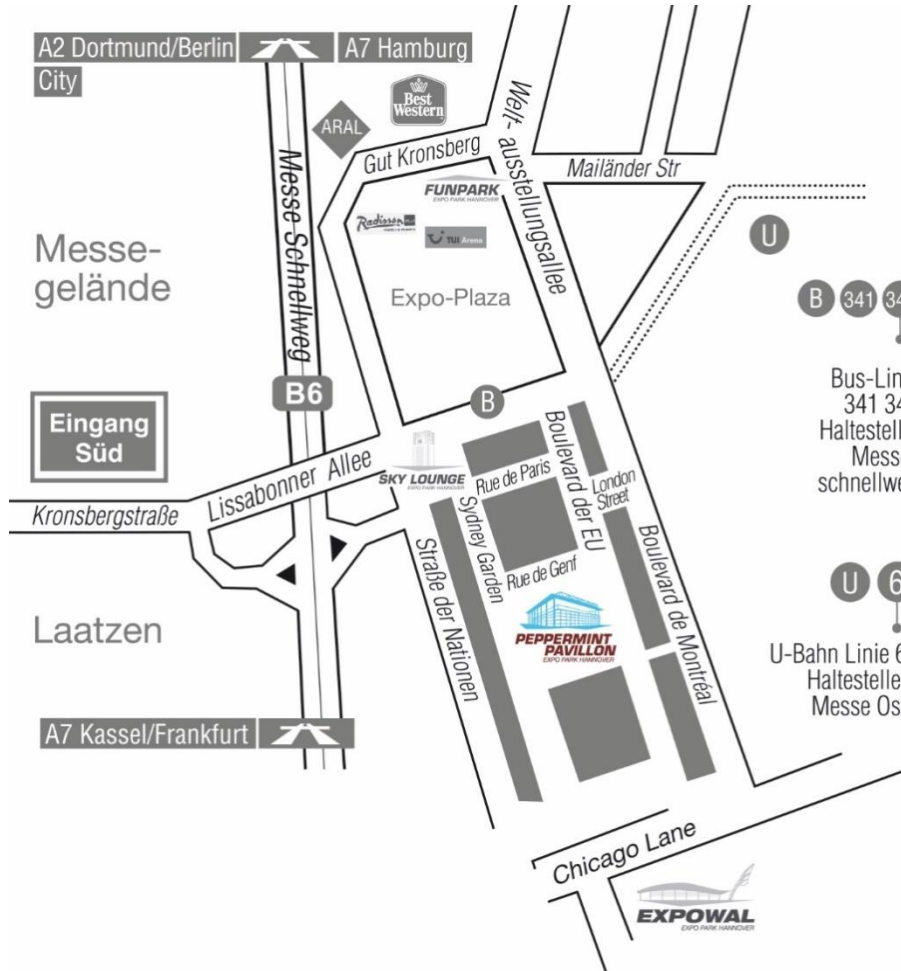 A2 Dortmund/Berlin
A7 Hamburg
City
Best
Western
ARAL
Welt- ausstellungsallee
Gut Kronsberg
Mailänder Str
FUNPARK
EXPO PARK HANNOVER
Radisson
TUI Arena
Messe Schnellweg
U
Messe-
gelände
Expo-Plaza
B 341 34
Bus-Lin
341 34
Haltestell
Mess
schnellwe
B6
B
Eingang
Süd
Lissabonner Allee
SKY LOUNGE
EXPO PARK HANNOVER
Rue de Paris
Boulevard der EU
London
Street
Kronsbergstraße
Sydney Garden
Rue de Genf
Straße der Nationen
Boulevard de Montréal
PEPPERMINT
PAVILLON
EXPO PARK HANNOVER
U 6
U-Bahn Linie 6
Haltestelle
Messe Os
Laatzen
A7 Kassel/Frankfurt
Chicago Lane
EXPOWAL
EXPO PARK HANNOVER